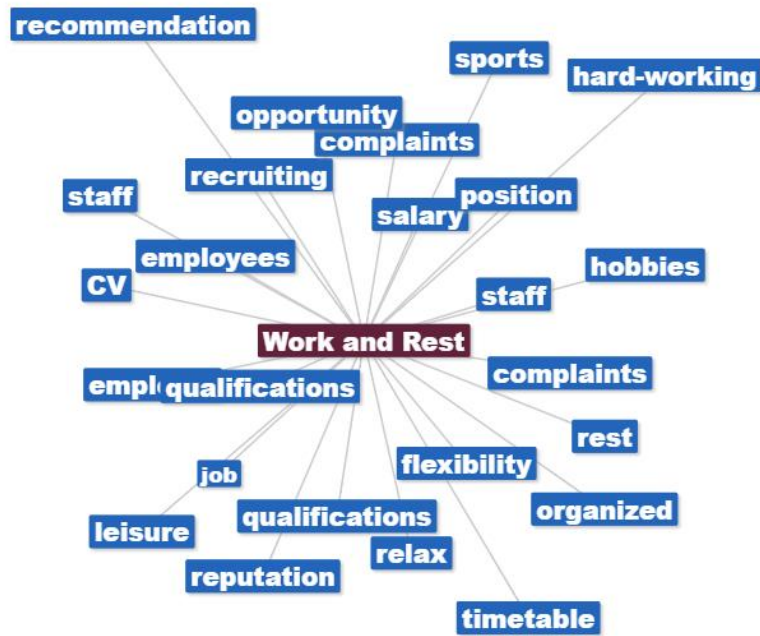 recommendation
sports
hard-working
opportunity
complaints
recruiting
staff
position
salary
employees
hobbies
CV
staff
Work and Rest
complaints
qualifications
rest
flexibility
job
organized
qualifications
leisure
relax
reputation
timetable